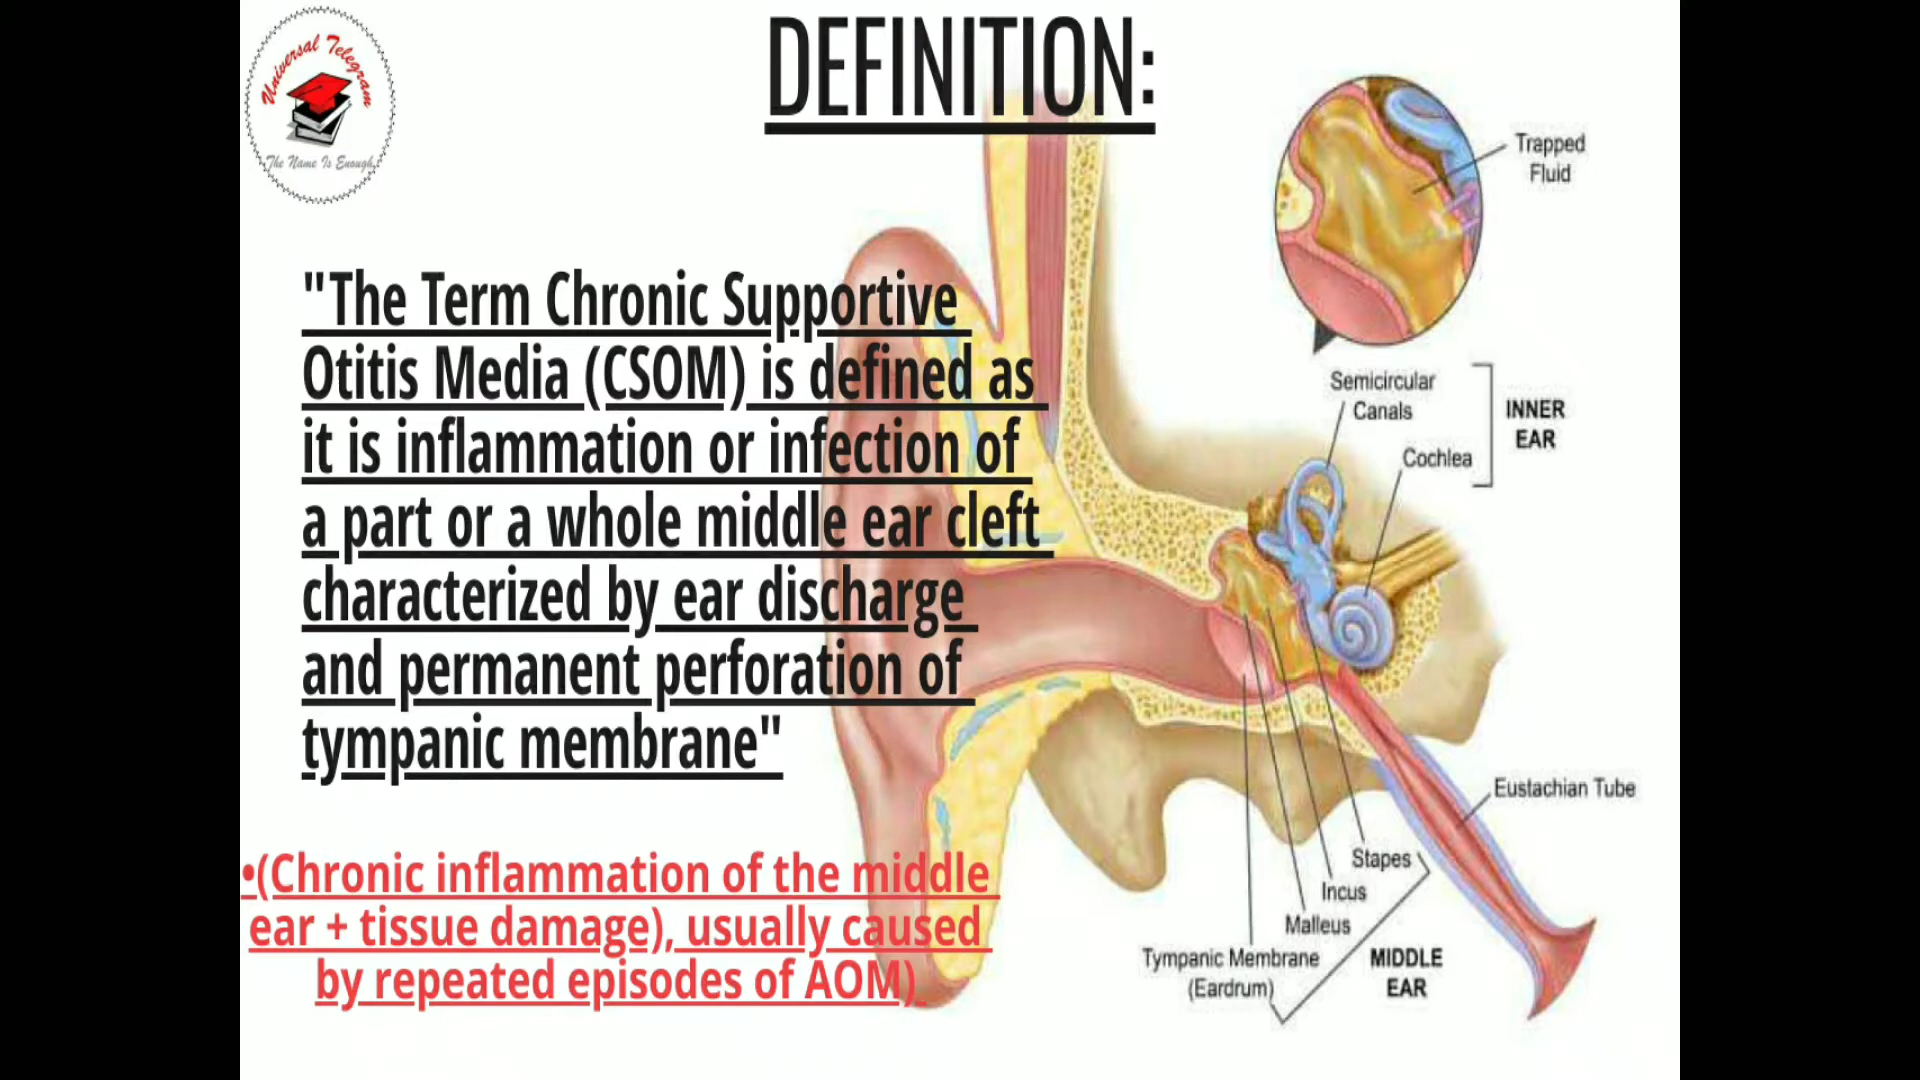 Universal Telegram
The Name Is Enough
DEFINITION:
"The Term Chronic Supportive
Otitis Media (CSOM) is defined as
it is inflammation or infection of
a part or a whole middle ear cleft
characterized by ear discharge
and permanent perforation of
tympanic membrane"
•(Chronic inflammation of the middle
ear + tissue damage), usually caused
by repeated episodes of AOM)
Trapped
Fluid
Semicircular
Canals
Cochlea
INNER
EAR
Eustachian Tube
Stapes
Incus
Malleus
Tympanic Membrane
(Eardrum)
MIDDLE
EAR